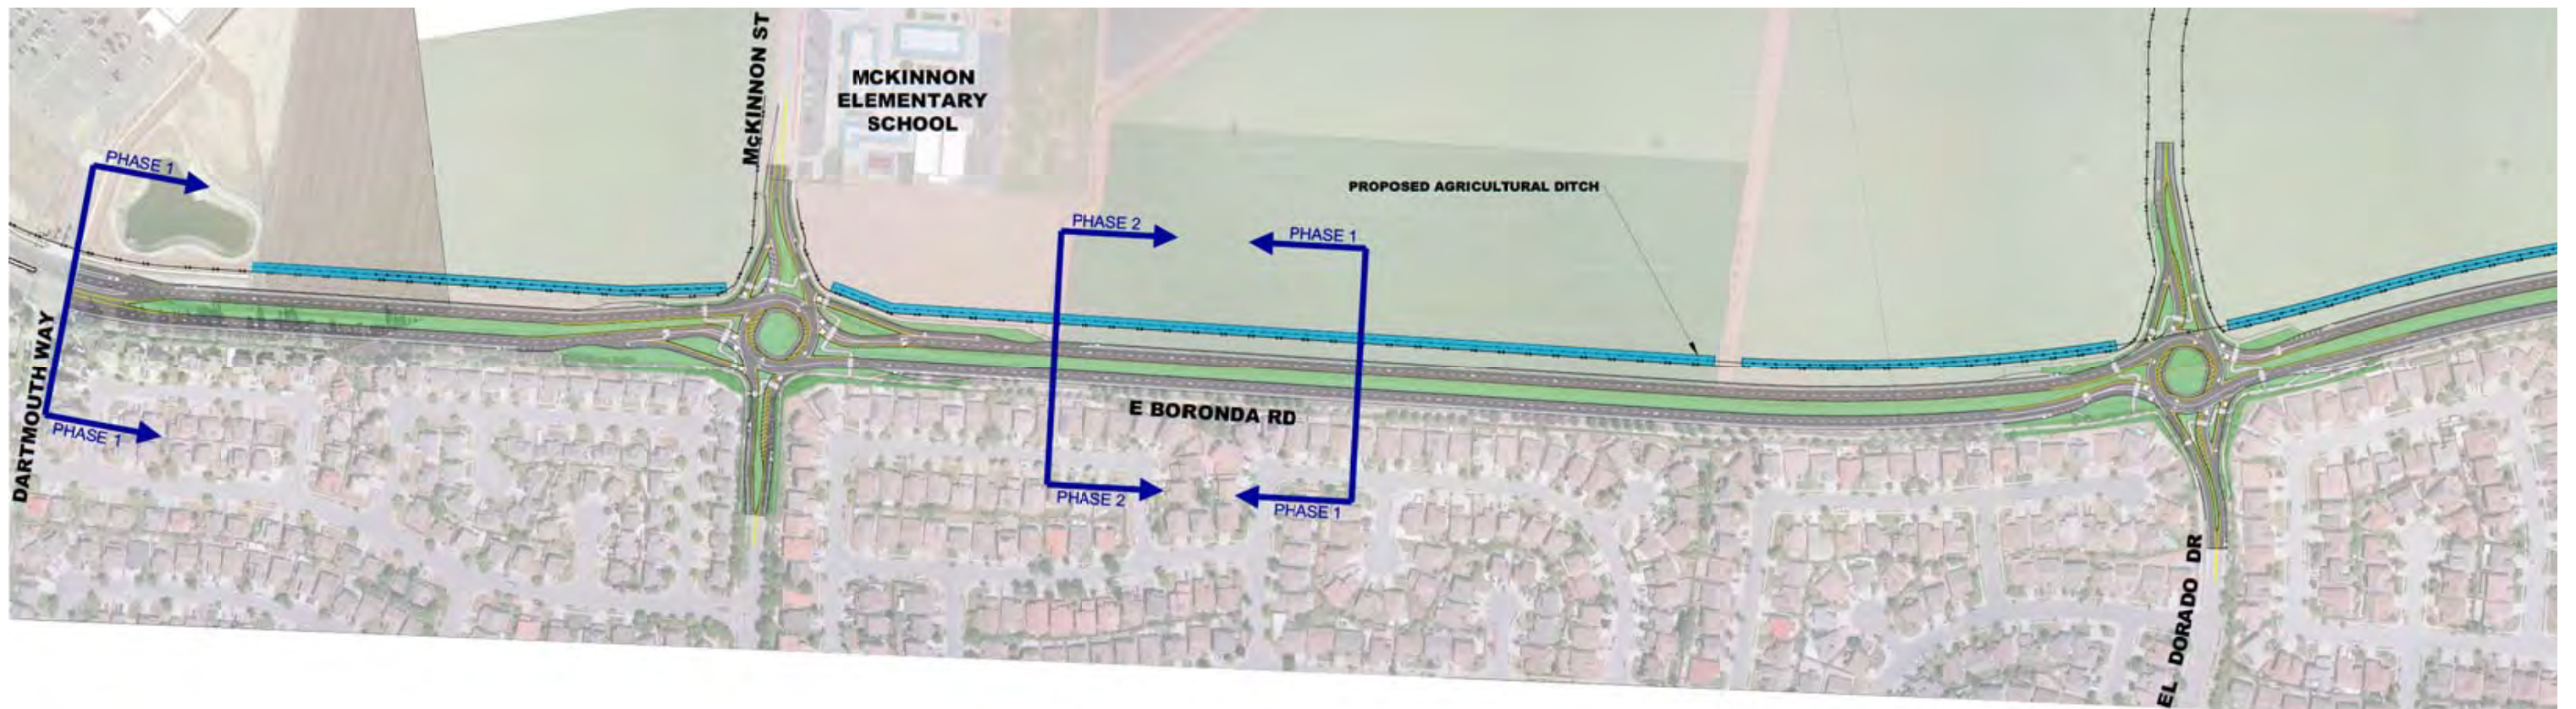 McKINNON ST
MCKINNON
ELEMENTARY
SCHOOL
PHASE 1
PROPOSED AGRICULTURAL DITCH
PHASE 2
PHASE 1
DARTMOUTH WAY
E BORONDA RD
PHASE 1
PHASE 2
PHASE 1
EL DORADO DR